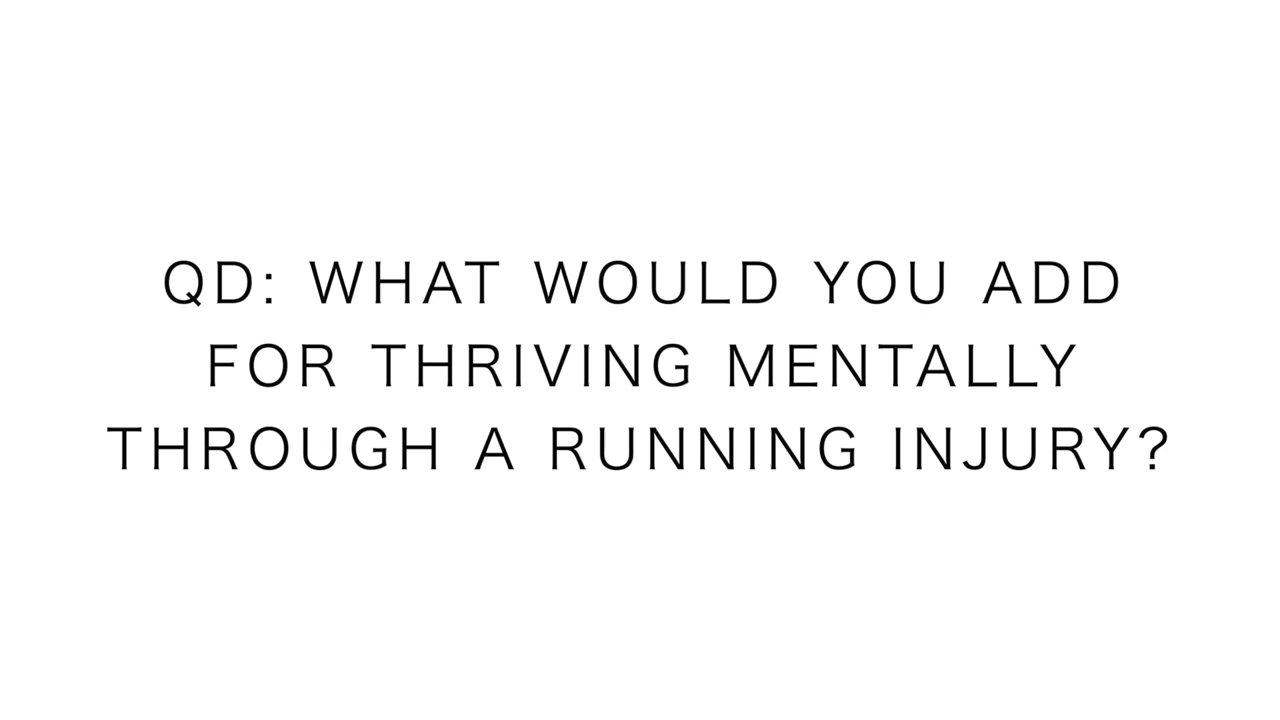 QD: WHAT WOULD YOU ADD
FOR THRIVING MENTALLY
THROUGH A RUNNING INJURY?